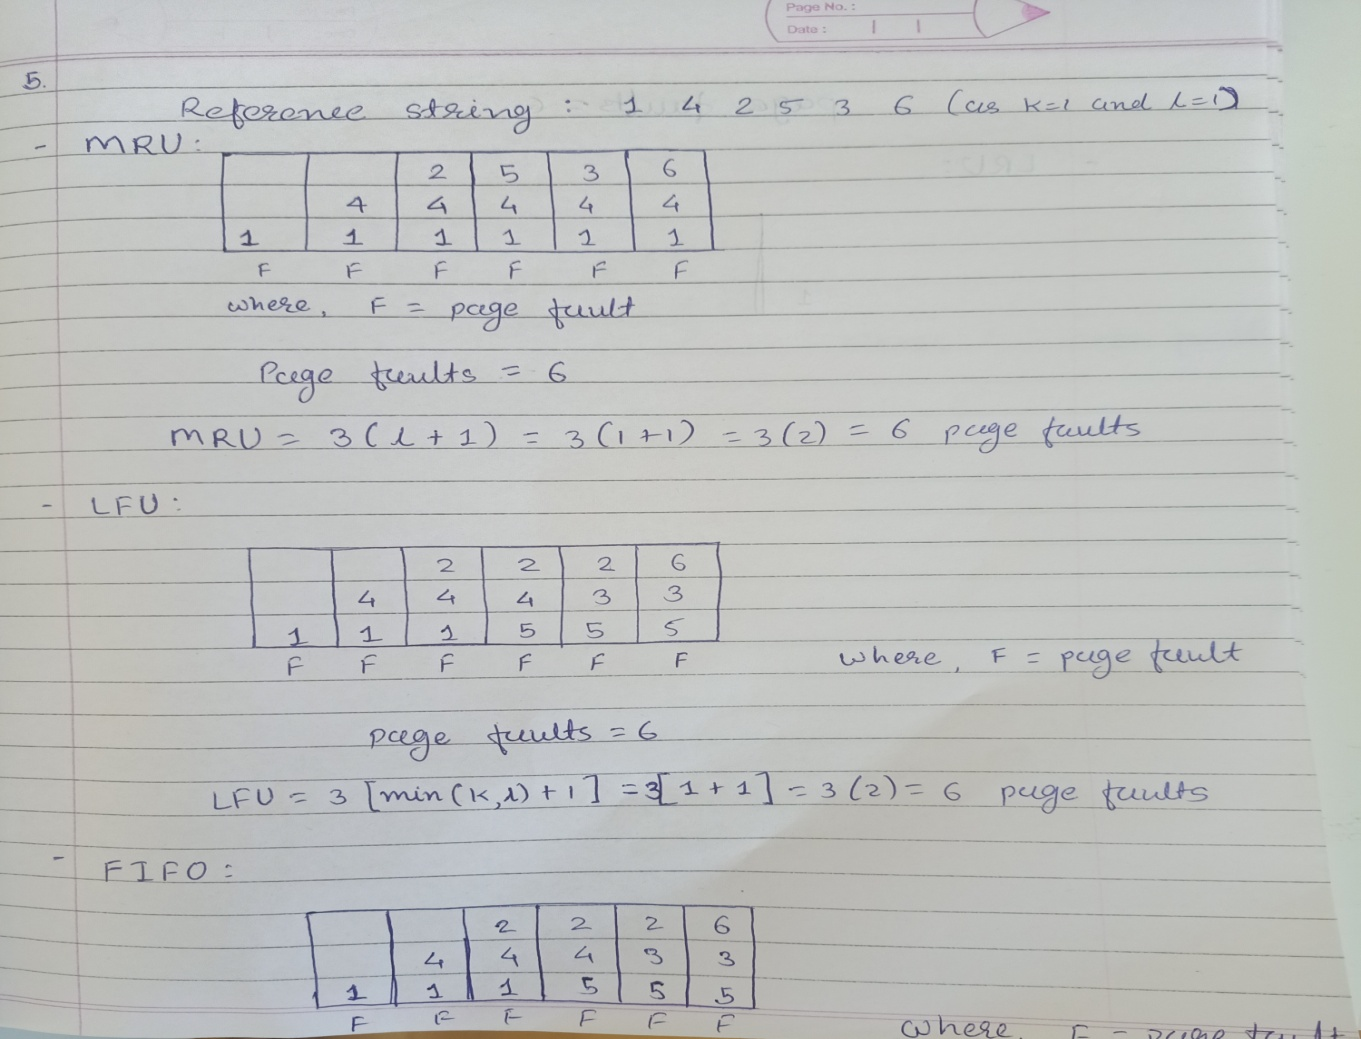 Page No. :
Date :
5.
Reference string : 1 4 2 5 3 6 (as K=1 and l=1)
- MRU :
2 5 3 6
4 4 4 4 4
1 1 1 1 1 1
F F F F F F
where, F = page fault
Page faults = 6
MRU = 3(l+1) = 3(1+1) = 3(2) = 6 page faults
- LFU :
2 2 2 6
4 4 4 3 3
1 1 1 5 5 5
F F F F F F where, F = page fault
page faults = 6
LFU = 3 [min(K,l)+1] = 3[1+1] = 3(2) = 6 page faults
- FIFO :
2 2 2 6
4 4 4 3 3
1 1 1 5 5 5
F F F F F F
where, F = page fault